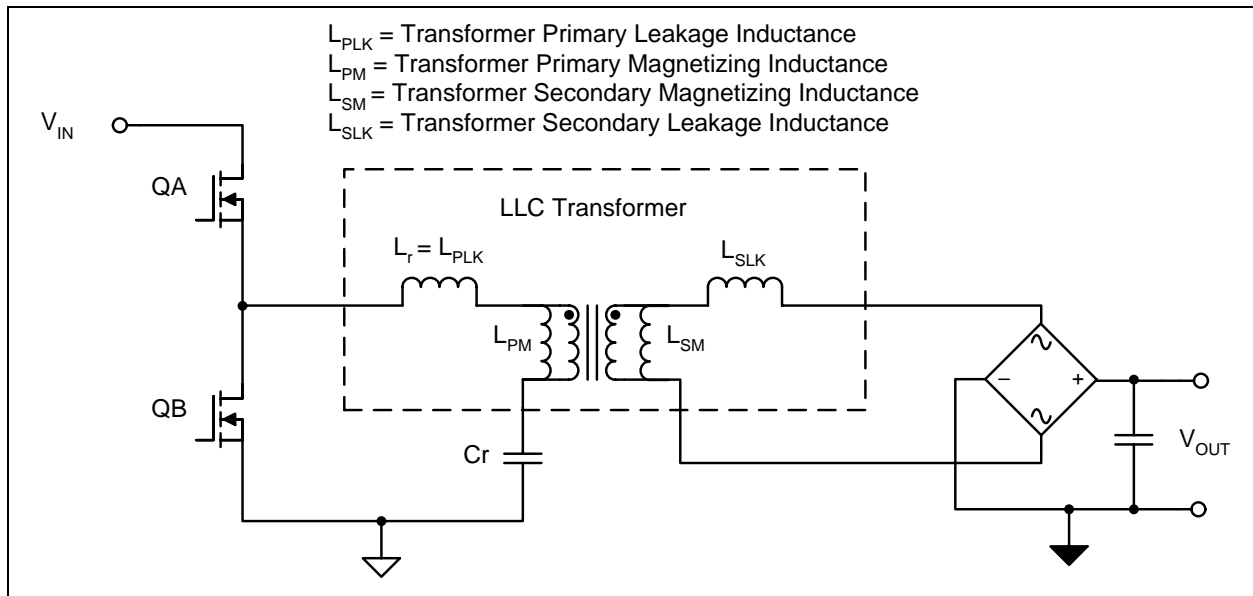 L_PLK = Transformer Primary Leakage Inductance
L_PM = Transformer Primary Magnetizing Inductance
L_SM = Transformer Secondary Magnetizing Inductance
L_SLK = Transformer Secondary Leakage Inductance
V_IN
QA
LLC Transformer
L_r = L_PLK
L_SLK
L_PM
L_SM
− +
QB
Cr
V_OUT